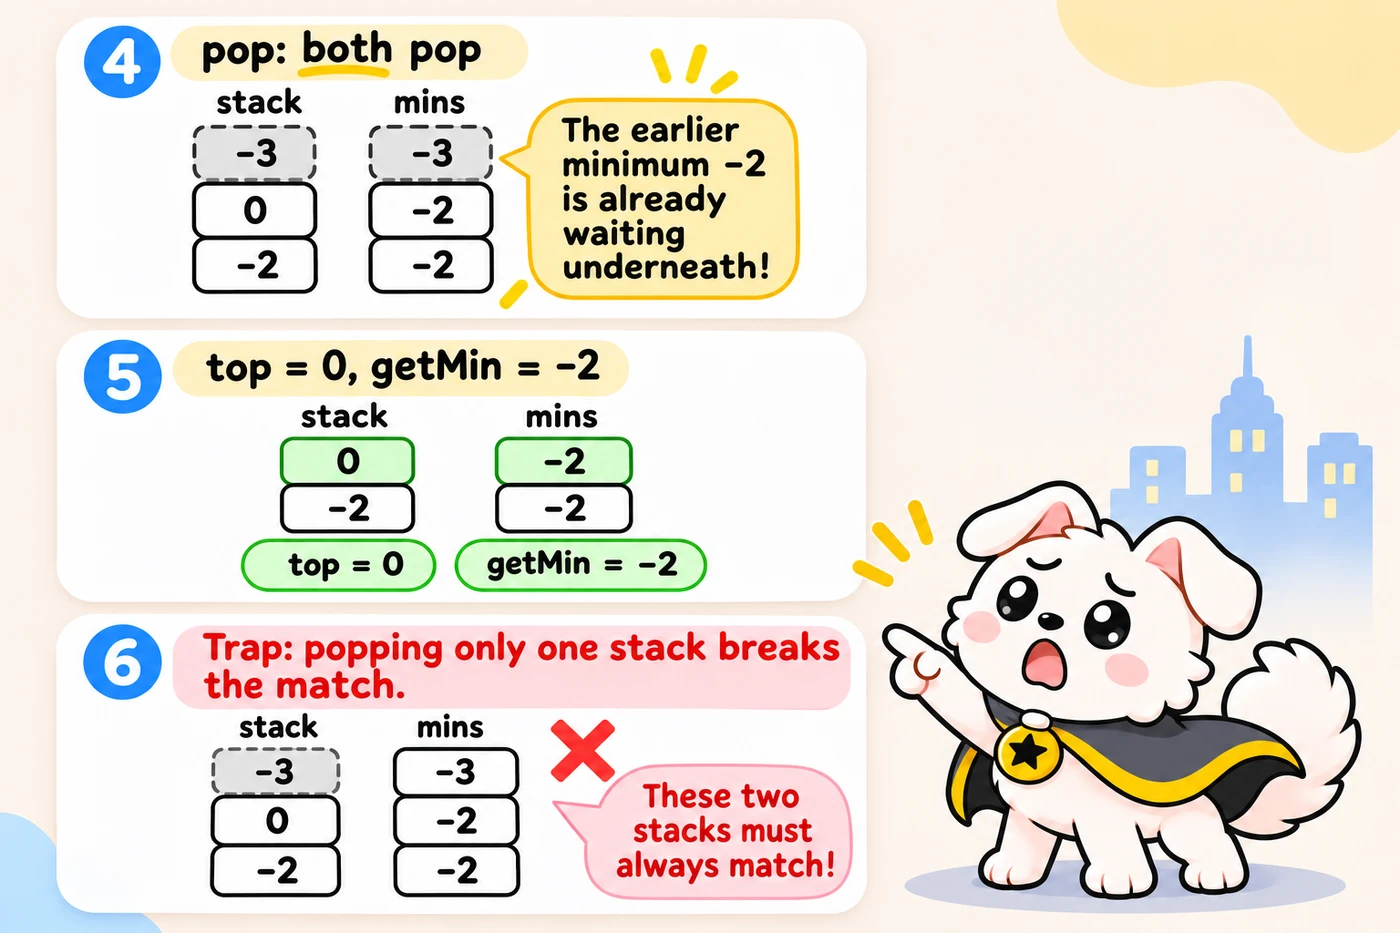 4
pop: both pop
stack
mins
−3
−3
0
−2
−2
−2
The earlier
minimum −2
is already
waiting
underneath!
5
top = 0, getMin = −2
stack
mins
0
−2
−2
−2
top = 0
getMin = −2
6
Trap: popping only one stack breaks
the match.
stack
mins
−3
−3
0
−2
−2
−2
These two
stacks must
always match!